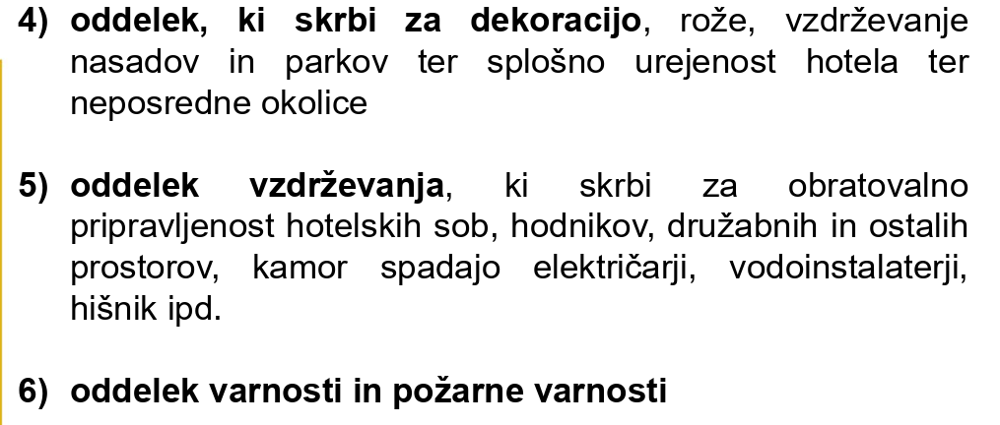 4) oddelek, ki skrbi za dekoracijo, rože, vzdrževanje
nasadov in parkov ter splošno urejenost hotela ter
neposredne okolice
5) oddelek vzdrževanja, ki skrbi za obratovalno
pripravljenost hotelskih sob, hodnikov, družabnih in ostalih
prostorov, kamor spadajo električarji, vodoinstalaterji,
hišnik ipd.
6) oddelek varnosti in požarne varnosti